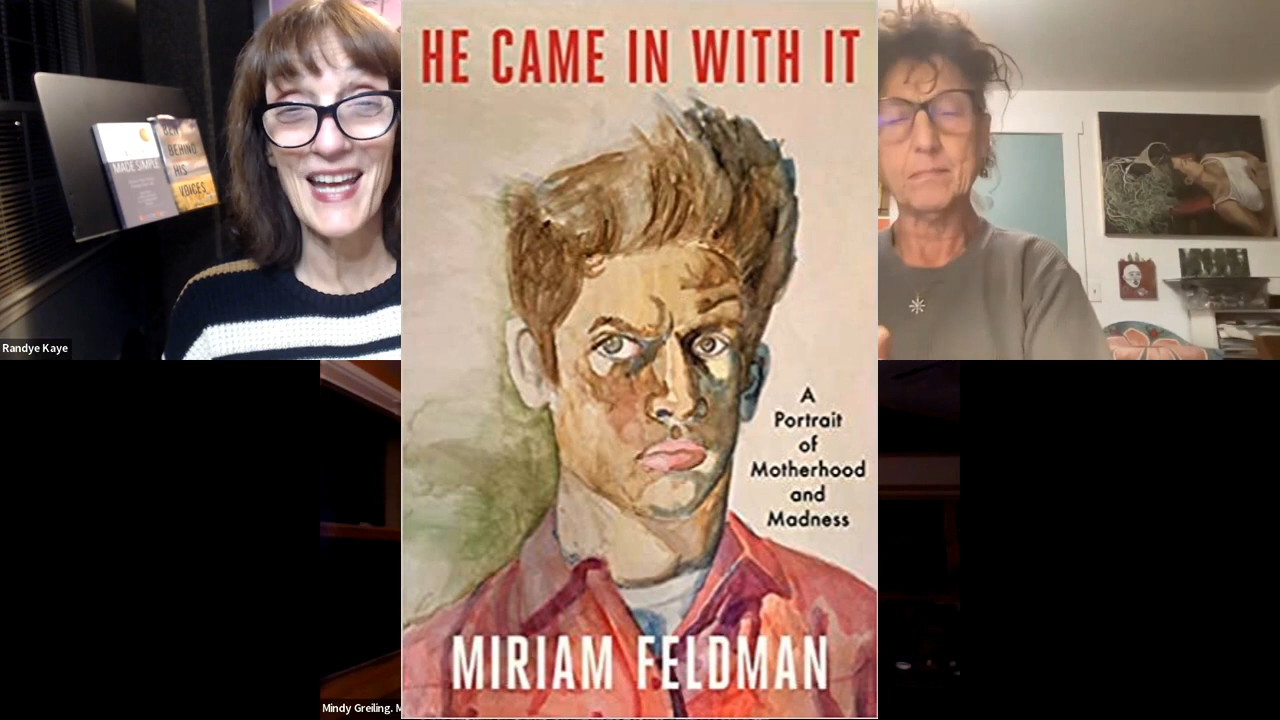 HE CAME IN WITH IT
MADE SIMPLE
BEN
BEHIND
HIS
VOICES
A
Portrait
of
Motherhood
and
Madness
Randye Kaye
MIRIAM FELDMAN
Mindy Greiling. M